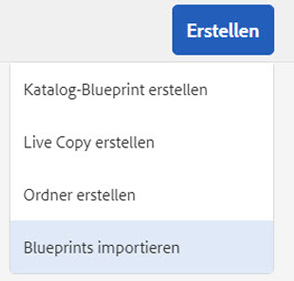 Erstellen
Katalog-Blueprint erstellen
Live Copy erstellen
Ordner erstellen
Blueprints importieren